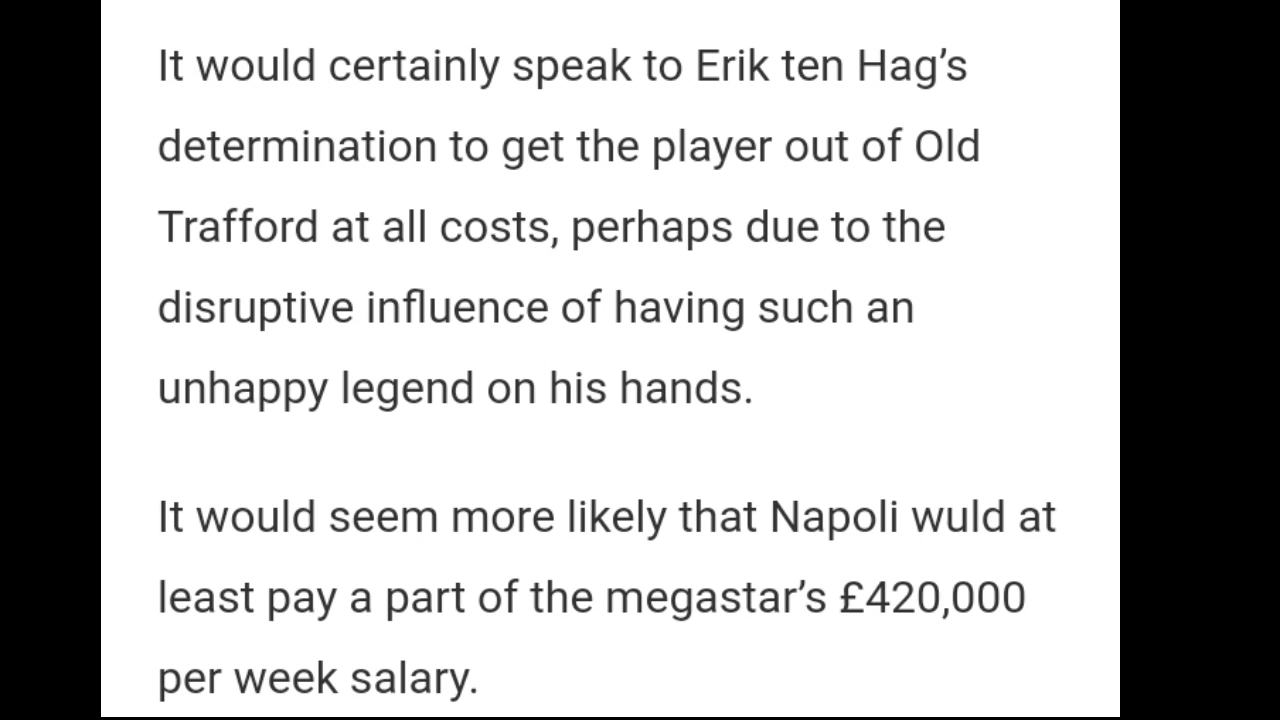 It would certainly speak to Erik ten Hag’s
determination to get the player out of Old
Trafford at all costs, perhaps due to the
disruptive influence of having such an
unhappy legend on his hands.
It would seem more likely that Napoli wuld at
least pay a part of the megastar’s £420,000
per week salary.